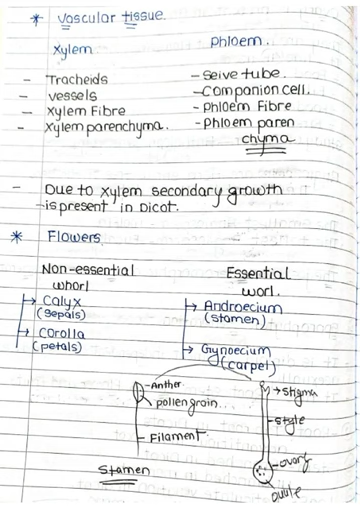 * Vascular tissue.
Xylem Phloem.
- Tracheids - Seive tube.
- vessels - Companion cell.
- Xylem Fibre - Phloem Fibre
- Xylem parenchyma. - Phloem paren
chyma
- Due to xylem secondary growth
- is present in Dicot.
* Flowers
Non-essential Essential
whorl worl.
→ Calyx → Androecium
(sepals) (stamen)
→ Corolla → Gynoecium
(petals) (carpel)
- Anther → stigma
pollen grain.. - style
- Filament - ovary
Stamen ovule